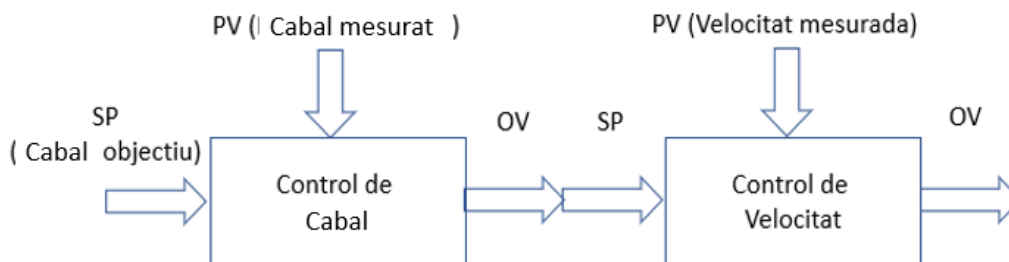 PV ( Cabal mesurat )
PV (Velocitat mesurada)
SP
( Cabal objectiu)
OV
SP
OV
Control de
Cabal
Control de
Velocitat